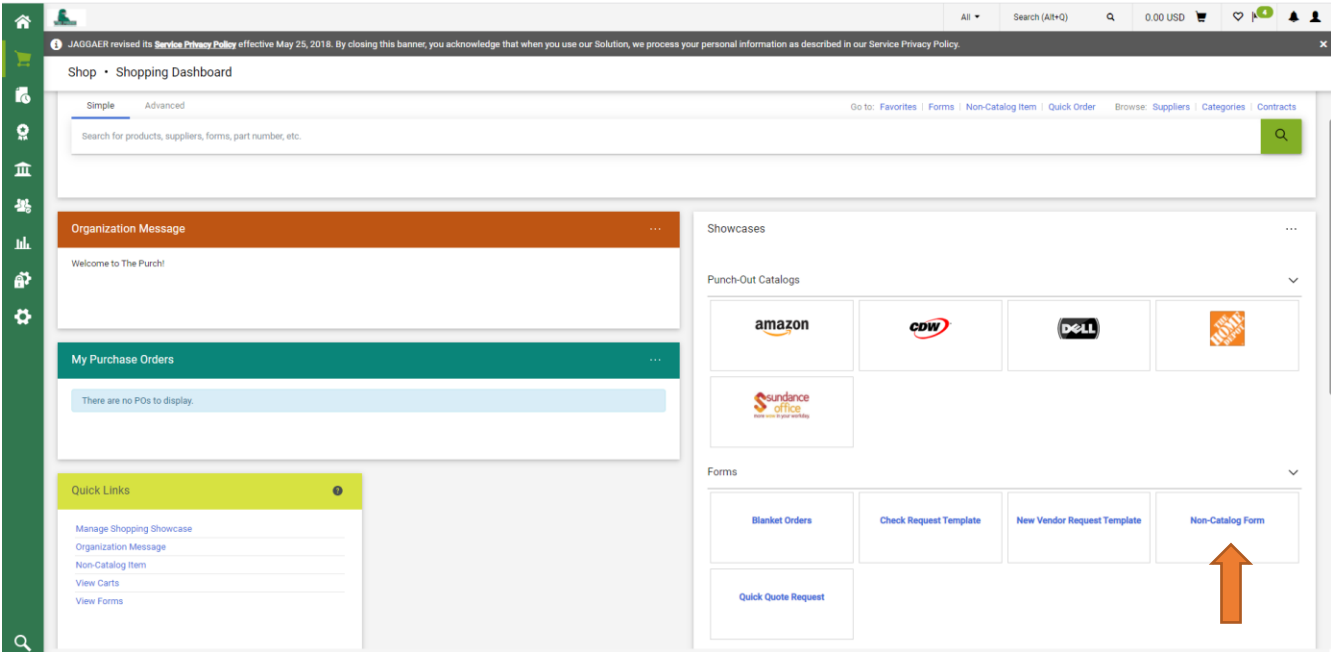 All
Search (Alt+Q)
0.00 USD
4
JAGGAER revised its Service Privacy Policy effective May 25, 2018. By closing this banner, you acknowledge that when you use our Solution, we process your personal information as described in our Service Privacy Policy.
Shop • Shopping Dashboard
Simple Advanced
Go to: Favorites | Forms | Non-Catalog Item | Quick Order Browse: Suppliers | Categories | Contracts
Search for products, suppliers, forms, part number, etc.
Organization Message ...
Welcome to The Purch!
My Purchase Orders ...
There are no POs to display.
Quick Links ?
Manage Shopping Showcase
Organization Message
Non-Catalog Item
View Carts
View Forms
Showcases ...
Punch-Out Catalogs
amazon
CDW
DELL
THE HOME DEPOT
sundance
office
Forms
Blanket Orders
Check Request Template
New Vendor Request Template
Non-Catalog Form
Quick Quote Request